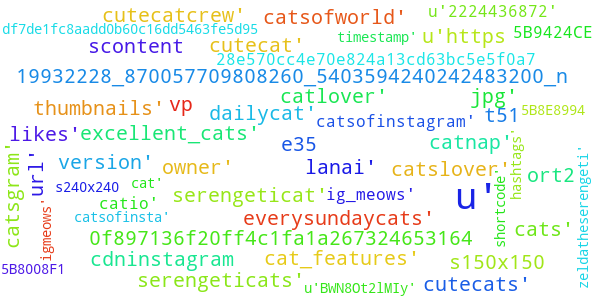 cutecatcrew'
catsofworld'
u'2224436872'
df7de1fc8aadd0b60c16dd5463fe5d95
scontent
cutecat'
timestamp'
u'https
5B9424CE
28e570cc4e70e824a13cd63bc5e5f0a7
19932228_870057709808260_5403594240242483200_n
thumbnails'
vp
catlover'
jpg'
dailycat'
catsofinstagram'
t51
5B8E8994
likes'
excellent_cats'
e35
catnap'
hashtags'
catsgram'
url'
version'
owner'
lanai'
catslover'
ort2
s240x240
cat'
serengeticat'
ig_meows'
u'
shortcode'
zeldatheserengeti'
catio'
igmeows'
catsofinsta'
everysundaycats'
cats'
0f897136f20ff4c1fa1a267324653164
5B8008F1
cdninstagram
cat_features'
s150x150
serengeticats'
u'BwN8Ot2lMIy'
cutecats'